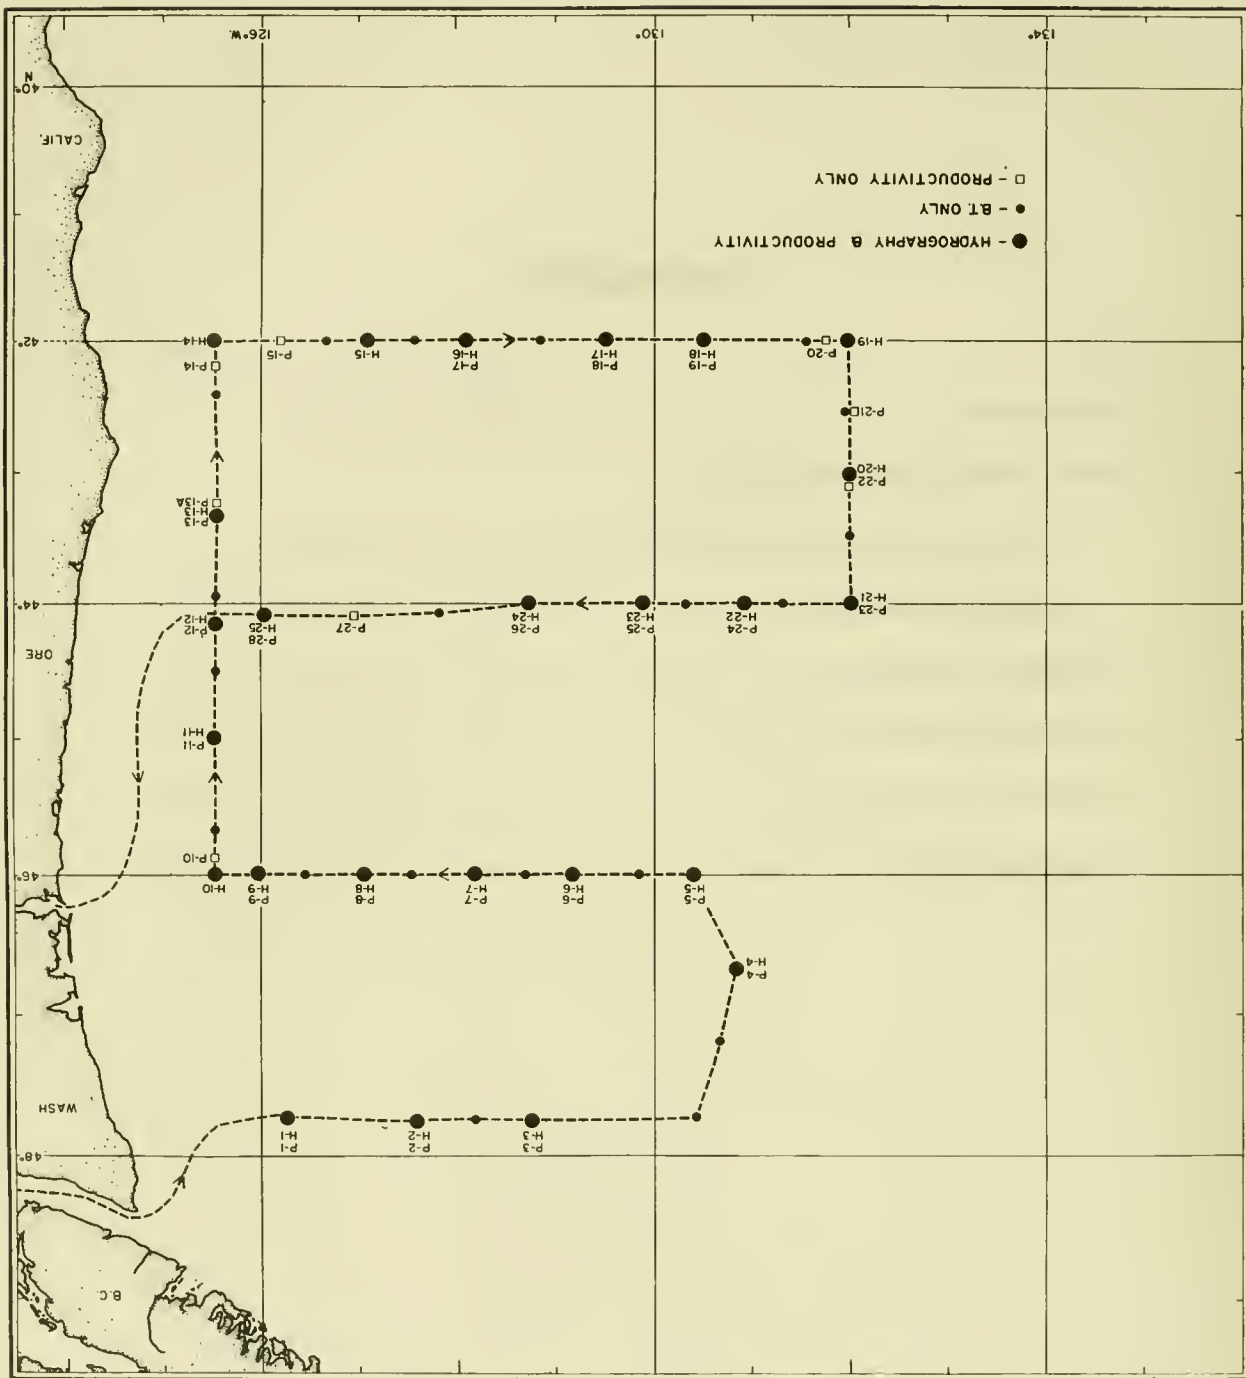 B.C.
48°
P-3
H-3
P-2
H-2
P-1
H-1
WASH
P-4
H-4
P-5
H-5
P-6
H-6
P-7
H-7
P-8
H-8
P-9
H-9
H-10
46°
P-10
P-11
H-11
ORE
P-23
H-21
P-24
H-22
P-25
H-23
P-26
H-24
P-27
P-28
H-25
P-12
H-12
44°
P-13
H-13
P-13A
P-22
H-20
P-21
P-14
H-19
P-20
P-19
H-18
P-18
H-17
P-17
H-16
H-15
P-15
H-14
42°
- HYDROGRAPHY & PRODUCTIVITY
- B.T. ONLY
- PRODUCTIVITY ONLY
CALIF.
40°
N
134°
130°
126°W.